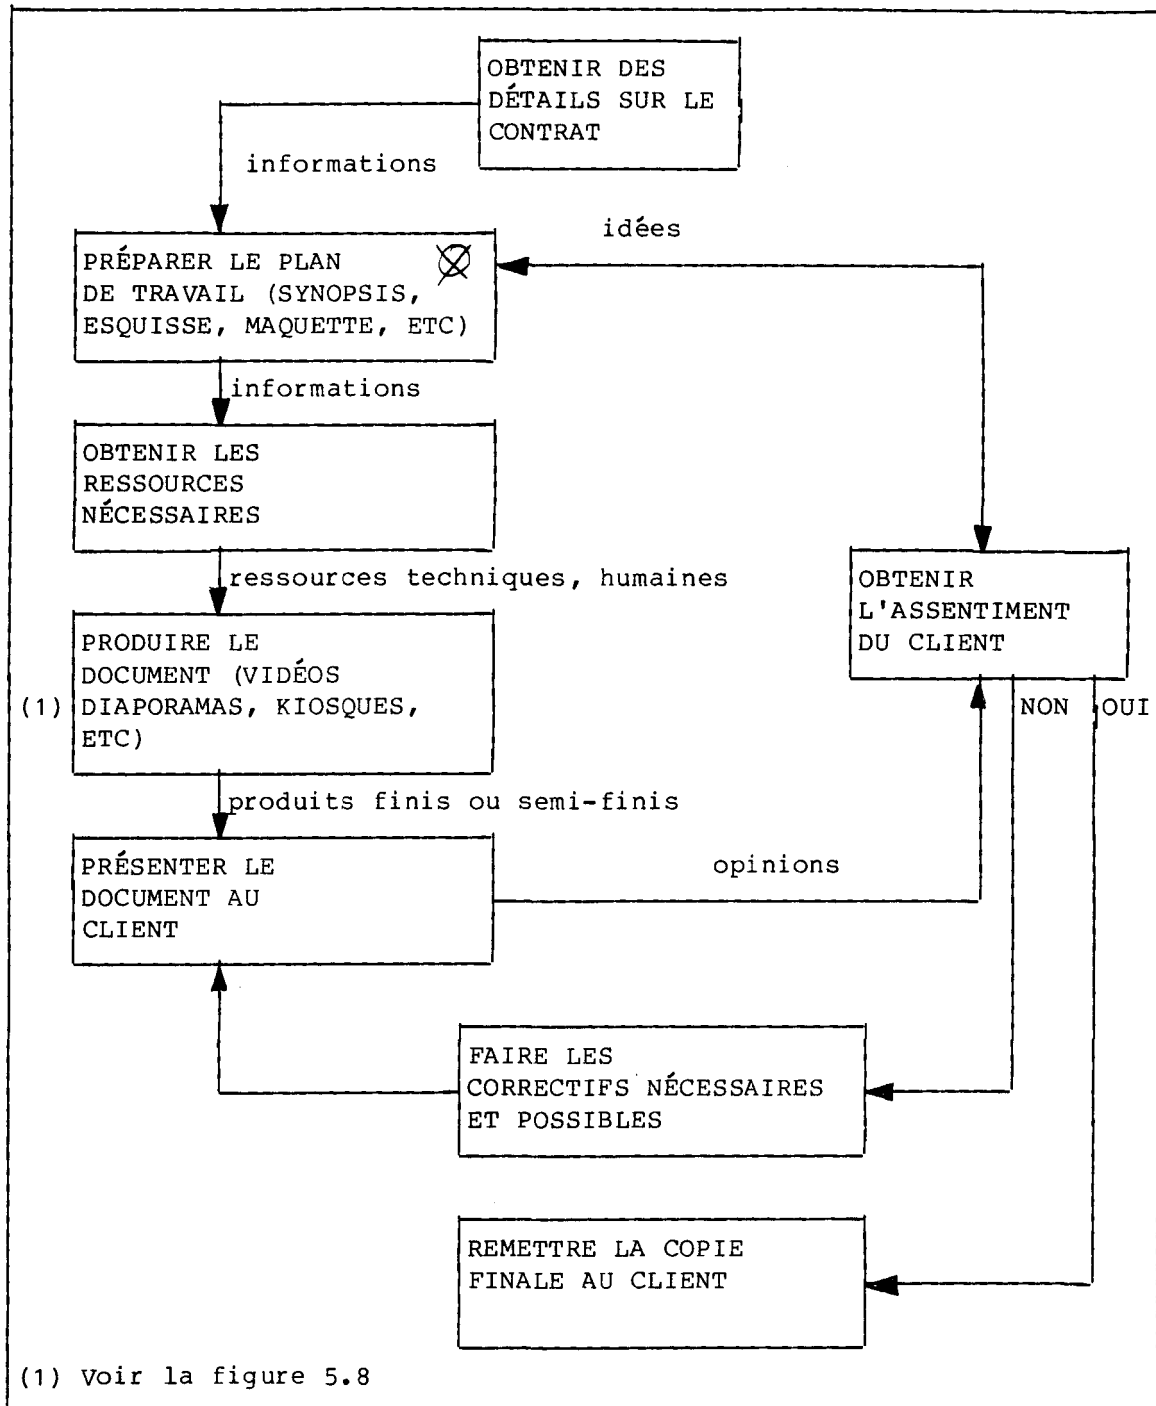 OBTENIR DES
DÉTAILS SUR LE
CONTRAT
informations
idées
PRÉPARER LE PLAN
DE TRAVAIL (SYNOPSIS,
ESQUISSE, MAQUETTE, ETC)
informations
OBTENIR LES
RESSOURCES
NÉCESSAIRES
ressources techniques, humaines
OBTENIR
L'ASSENTIMENT
DU CLIENT
PRODUIRE LE
DOCUMENT (VIDÉOS
(1) DIAPORAMAS, KIOSQUES,
ETC)
NON OUI
produits finis ou semi-finis
PRÉSENTER LE
DOCUMENT AU
CLIENT
opinions
FAIRE LES
CORRECTIFS NÉCESSAIRES
ET POSSIBLES
REMETTRE LA COPIE
FINALE AU CLIENT
(1) Voir la figure 5.8